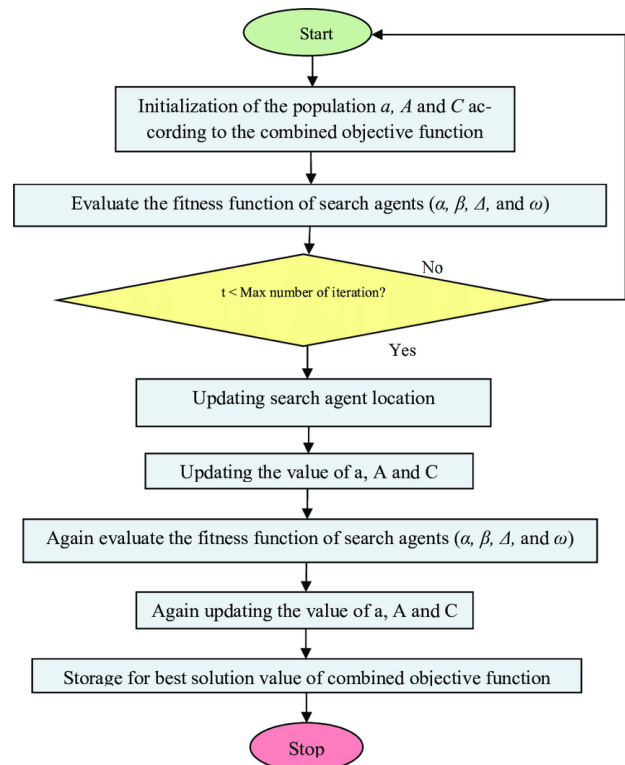 Start
Initialization of the population a, A and C ac-
cording to the combined objective function
Evaluate the fitness function of search agents (α, β, Δ, and ω)
No
t < Max number of iteration?
Yes
Updating search agent location
Updating the value of a, A and C
Again evaluate the fitness function of search agents (α, β, Δ, and ω)
Again updating the value of a, A and C
Storage for best solution value of combined objective function
Stop